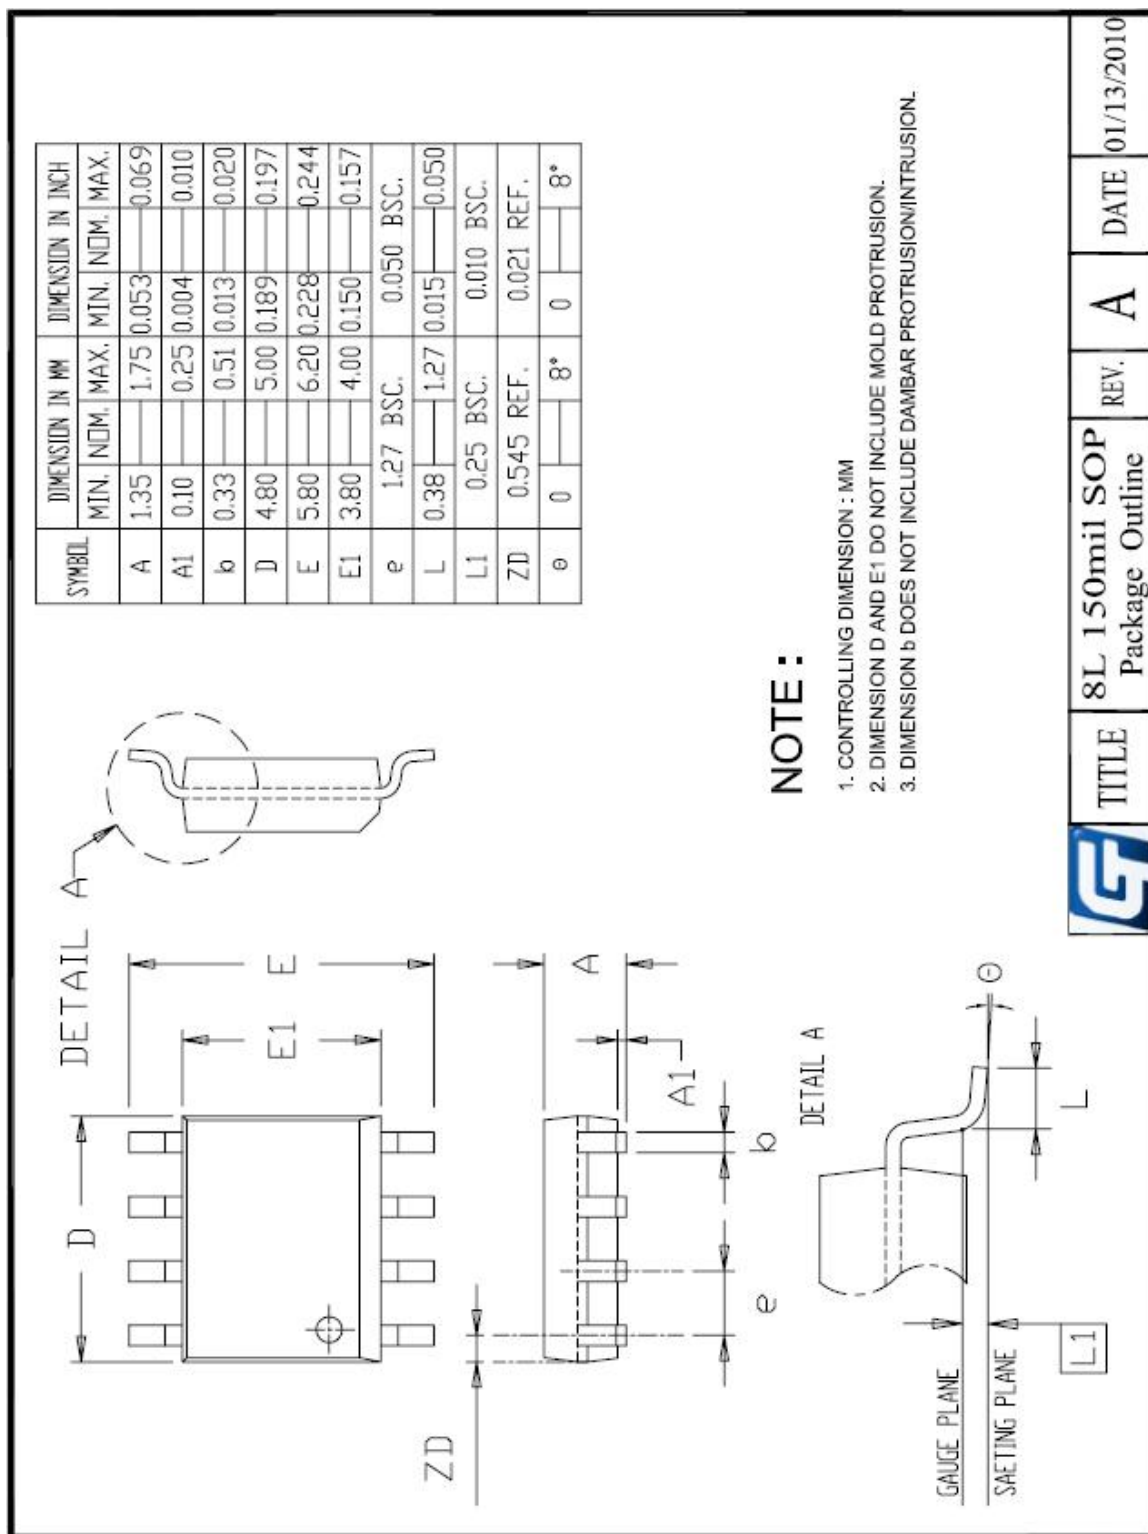 DETAIL A
D
E
E1
ZD
A
A1
b
e
DETAIL A
GAUGE PLANE
SAETING PLANE
L1
L
Θ
SYMBOL DIMENSION IN MM DIMENSION IN INCH
MIN. NOM. MAX. MIN. NOM. MAX.
A 1.35 — 1.75 0.053 — 0.069
A1 0.10 — 0.25 0.004 — 0.010
b 0.33 — 0.51 0.013 — 0.020
D 4.80 — 5.00 0.189 — 0.197
E 5.80 — 6.20 0.228 — 0.244
E1 3.80 — 4.00 0.150 — 0.157
e 1.27 BSC. 0.050 BSC.
L 0.38 — 1.27 0.015 — 0.050
L1 0.25 BSC. 0.010 BSC.
ZD 0.545 REF. 0.021 REF.
Θ 0 — 8° 0 — 8°
NOTE :
1. CONTROLLING DIMENSION : MM
2. DIMENSION D AND E1 DO NOT INCLUDE MOLD PROTRUSION.
3. DIMENSION b DOES NOT INCLUDE DAMBAR PROTRUSION/INTRUSION.
TITLE
8L 150mil SOP
Package Outline
REV.
A
DATE
01/13/2010